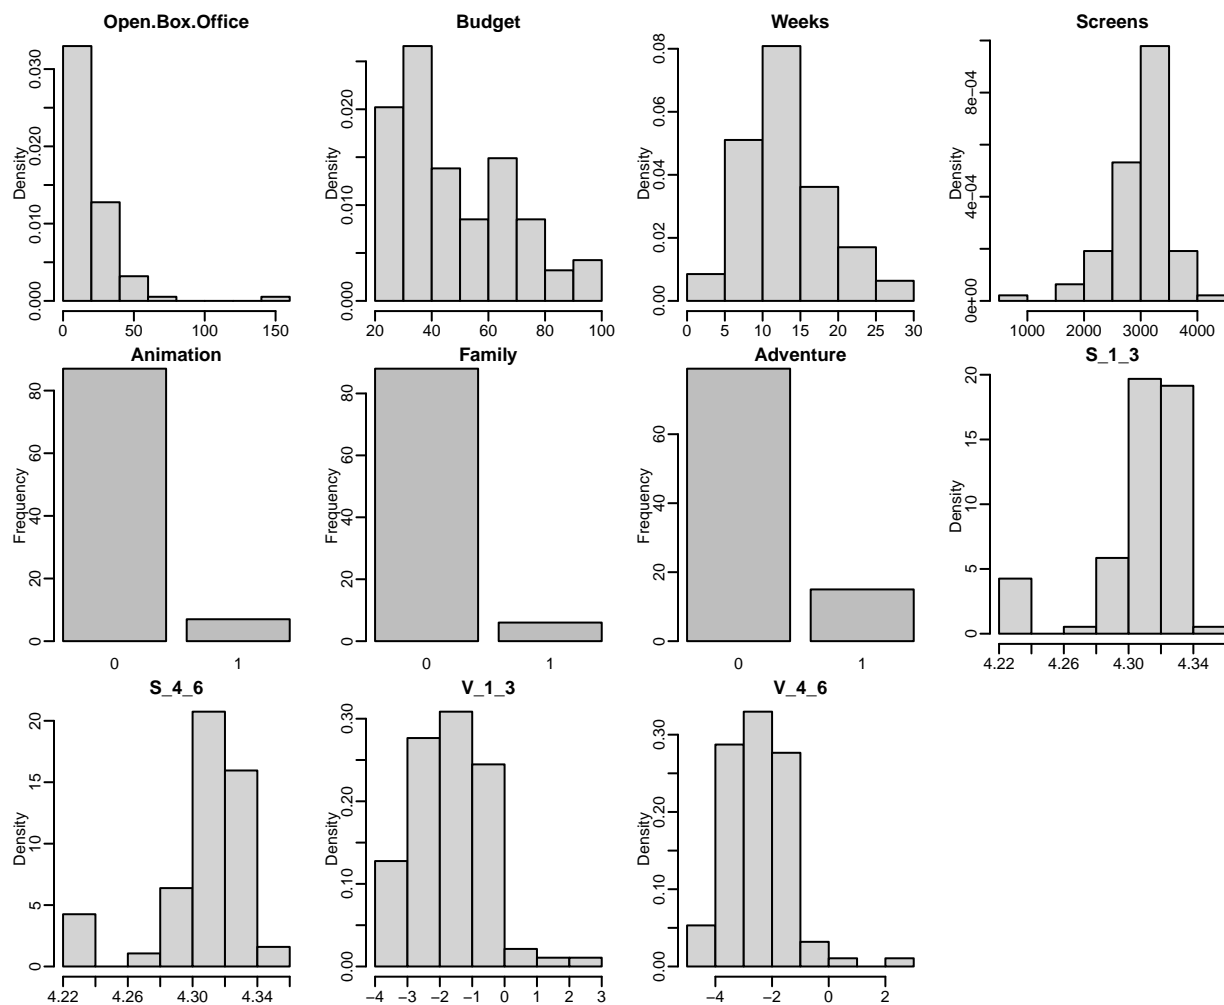 Open.Box.Office
Density
0.000 0.010 0.020 0.030
0 50 100 150
Budget
Density
0.000 0.010 0.020
20 40 60 80 100
Weeks
Density
0.00 0.02 0.04 0.06 0.08
0 5 10 15 20 25 30
Screens
Density
0e+00 4e−04 8e−04
1000 2000 3000 4000
Animation
Frequency
0 20 40 60 80
0 1
Family
Frequency
0 20 40 60 80
0 1
Adventure
Frequency
0 20 40 60
0 1
S_1_3
Density
0 5 10 15 20
4.22 4.26 4.30 4.34
S_4_6
Density
0 5 10 15 20
4.22 4.26 4.30 4.34
V_1_3
Density
0.00 0.10 0.20 0.30
−4 −3 −2 −1 0 1 2 3
V_4_6
Density
0.00 0.10 0.20 0.30
−4 −2 0 2